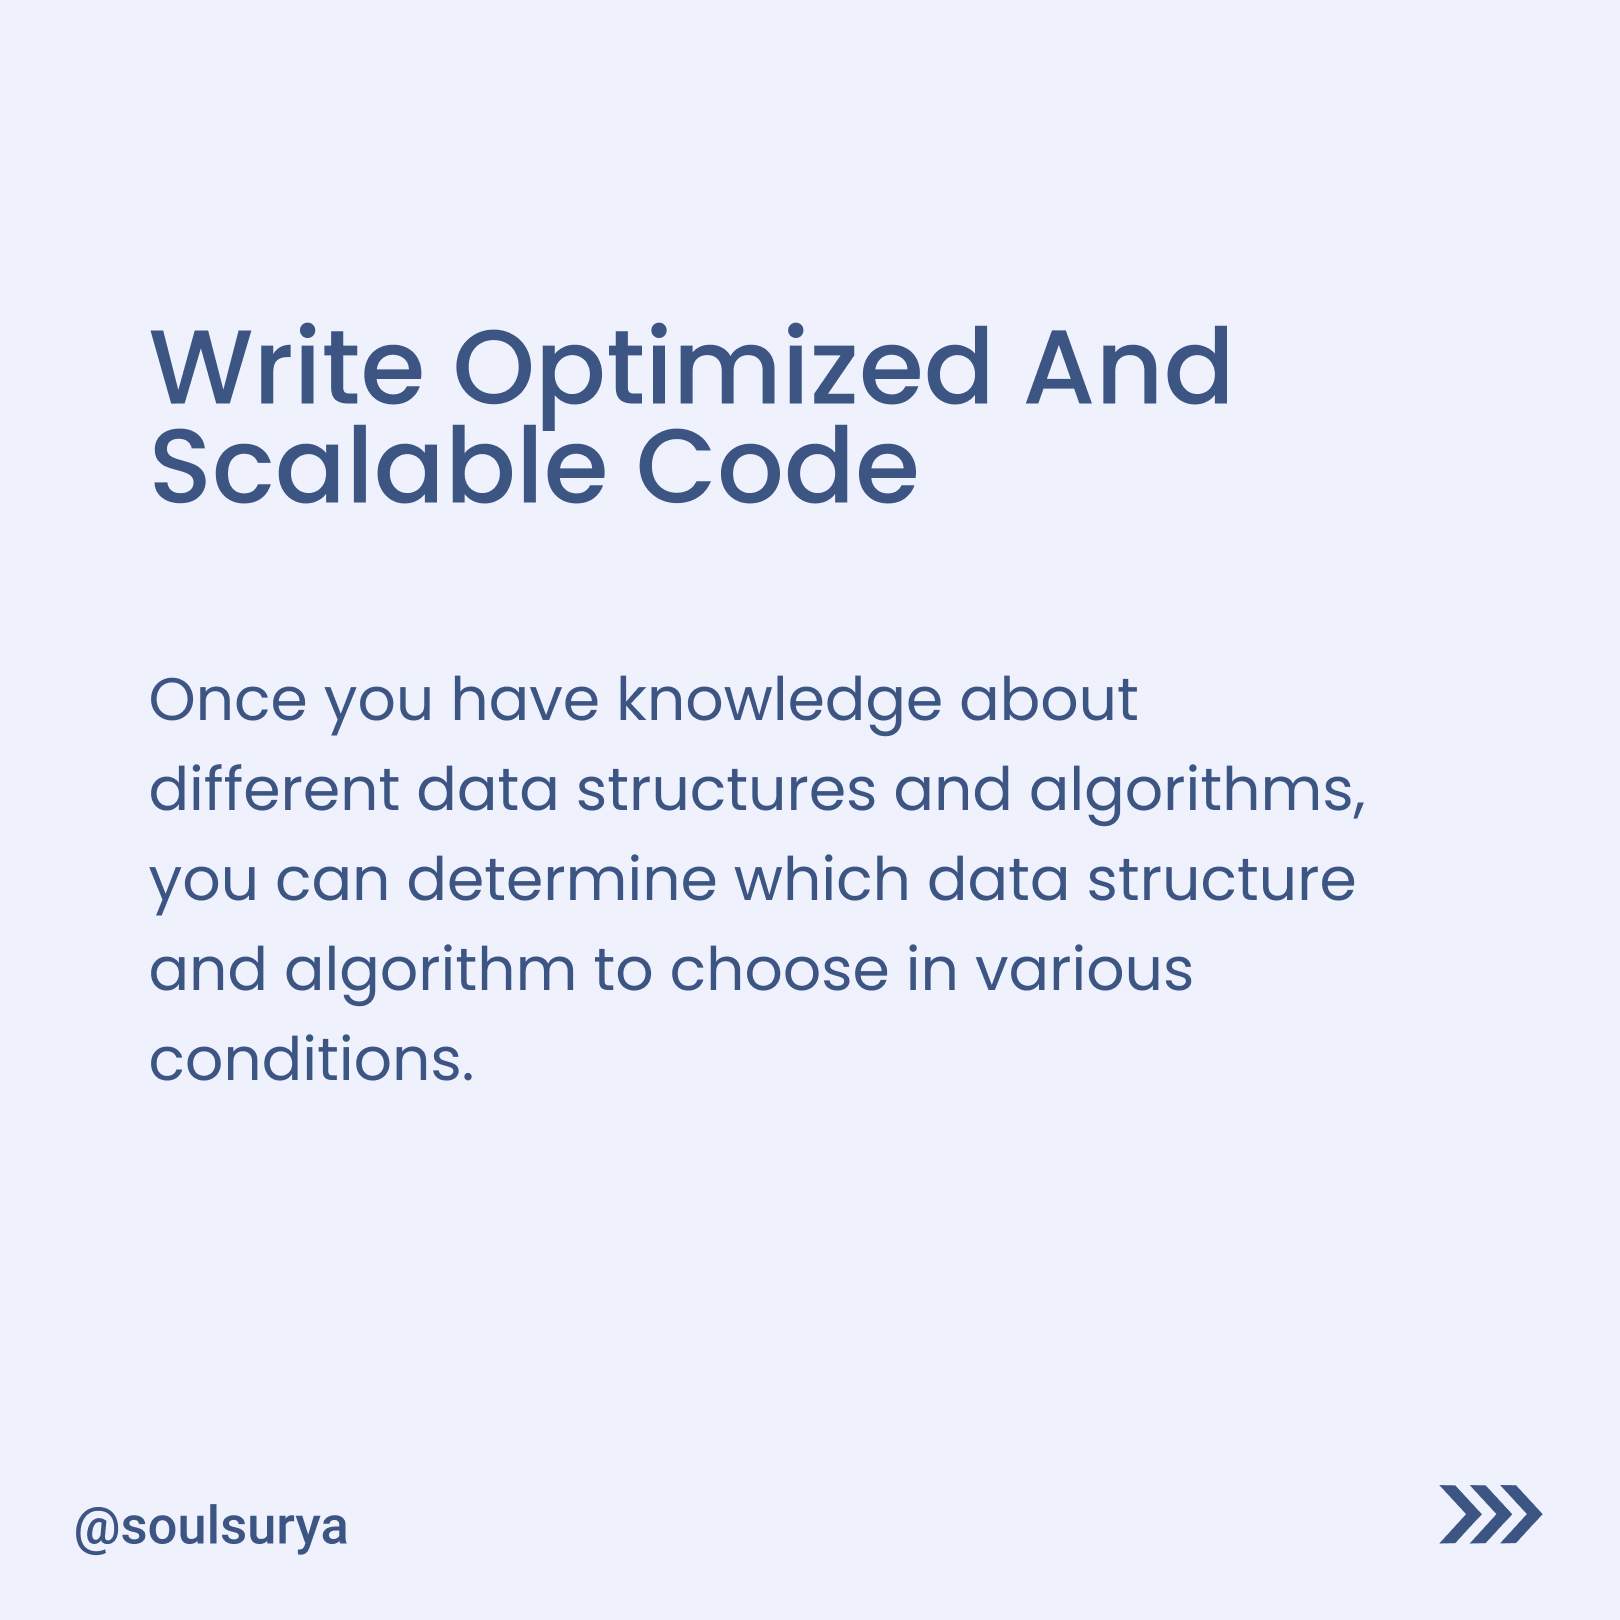 Write Optimized And
Scalable Code
Once you have knowledge about
different data structures and algorithms,
you can determine which data structure
and algorithm to choose in various
conditions.
@soulsurya